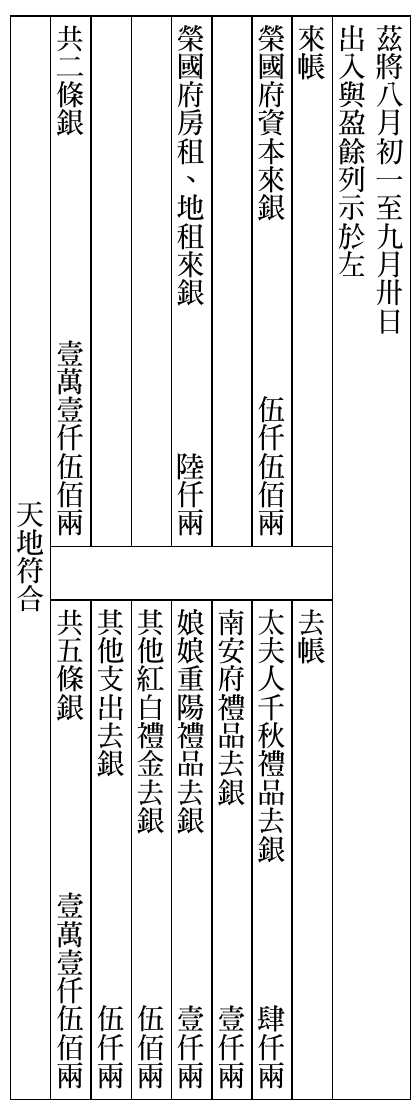 茲將八月初一至九月卅日
出入與盈餘列示於左
來帳
榮國府資本來銀 伍仟伍佰兩
榮國府房租、地租來銀 陸仟兩
共二條銀 壹萬壹仟伍佰兩
去帳
太夫人千秋禮品去銀 肆仟兩
南安府禮品去銀 壹仟兩
娘娘重陽禮品去銀 壹仟兩
其他紅白禮金去銀 伍佰兩
其他支出去銀 伍仟兩
共五條銀 壹萬壹仟伍佰兩
天地符合